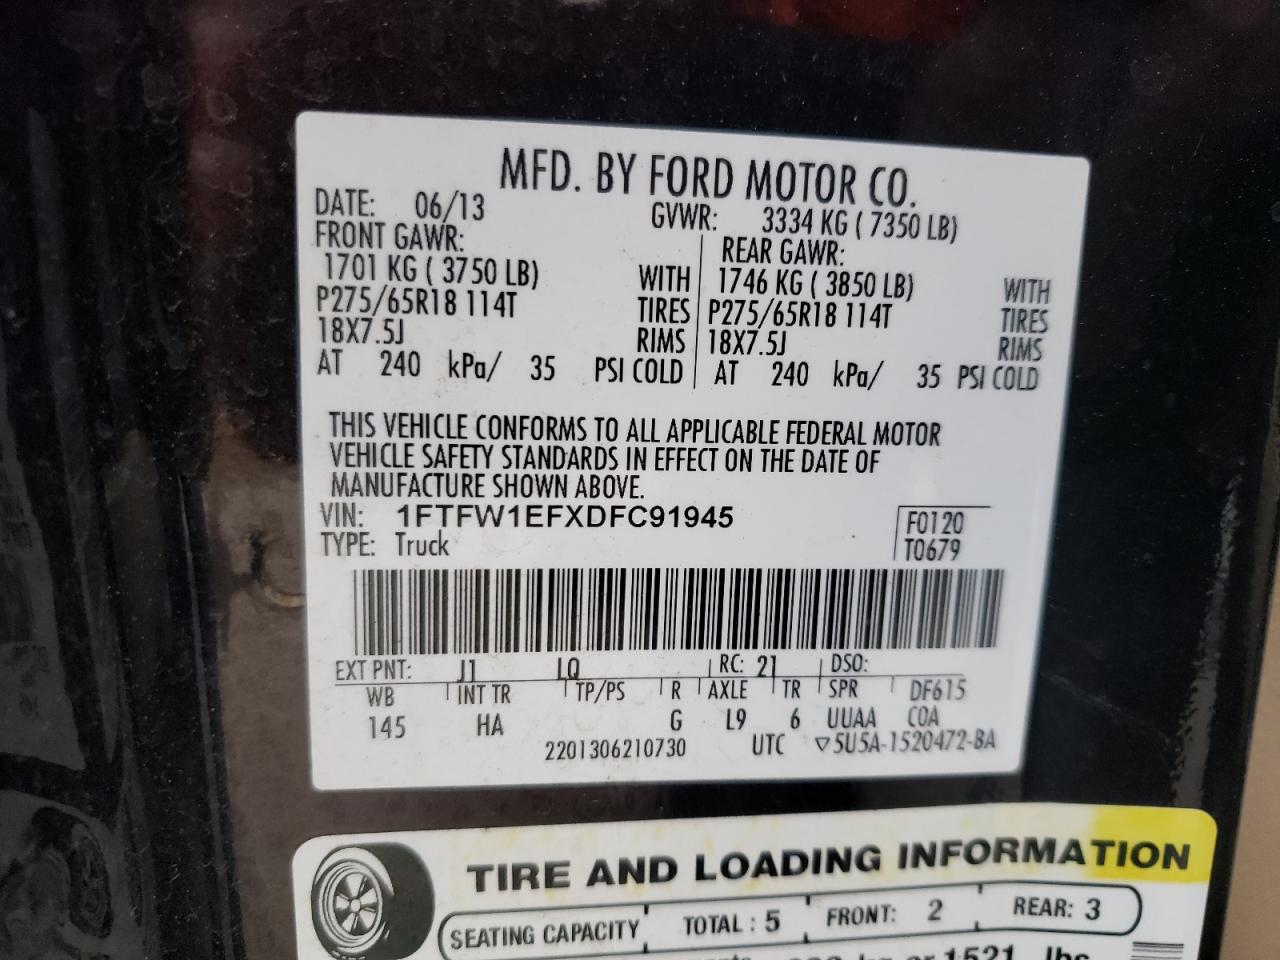 MFD. BY FORD MOTOR CO.
DATE: 06/13 GVWR: 3334 KG ( 7350 LB)
FRONT GAWR: REAR GAWR:
1701 KG ( 3750 LB) WITH 1746 KG ( 3850 LB) WITH
P275/65R18 114T TIRES P275/65R18 114T TIRES
18X7.5J RIMS 18X7.5J RIMS
AT 240 kPa/ 35 PSI COLD AT 240 kPa/ 35 PSI COLD
THIS VEHICLE CONFORMS TO ALL APPLICABLE FEDERAL MOTOR
VEHICLE SAFETY STANDARDS IN EFFECT ON THE DATE OF
MANUFACTURE SHOWN ABOVE.
VIN: 1FTFW1EFXDFC91945 F0120
TYPE: Truck T0679
EXT PNT: J1 LQ RC: 21 DSO:
WB INT TR TP/PS R AXLE TR SPR DF615
145 HA G L9 6 UUAA COA
2201306210730 UTC ▽5U5A-1520472-BA
TIRE AND LOADING INFORMATION
SEATING CAPACITY TOTAL : 5 FRONT: 2 REAR: 3
kg or 1521 lbs